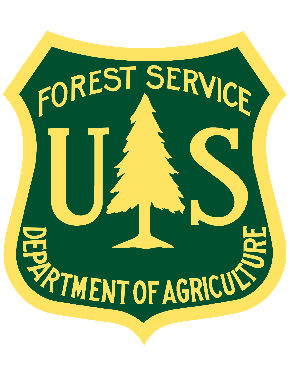 FOREST SERVICE
U S
DEPARTMENT OF AGRICULTURE